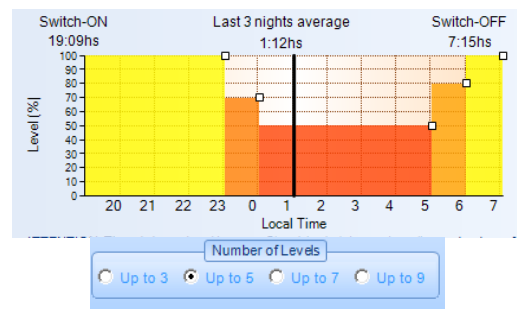 Switch-ON Last 3 nights average Switch-OFF
19:09hs 1:12hs 7:15hs
100
90
80
70
60
50
40
30
20
10
0
Level [%]
20 21 22 23 0 1 2 3 4 5 6 7
Local Time
Number of Levels
Up to 3 Up to 5 Up to 7 Up to 9